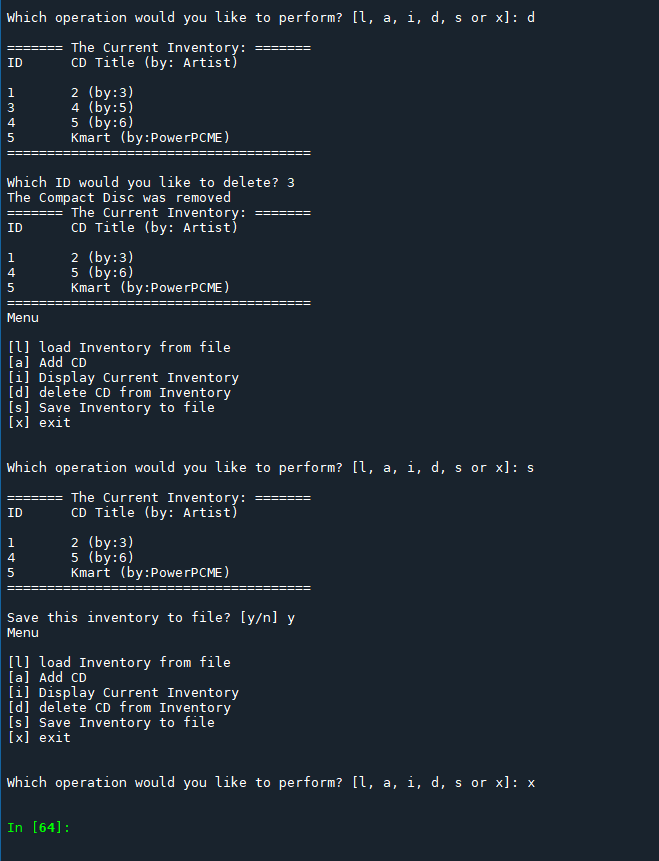 Which operation would you like to perform? [l, a, i, d, s or x]: d
======= The Current Inventory: =======
ID      CD Title (by: Artist)
1       2 (by:3)
3       4 (by:5)
4       5 (by:6)
5       Kmart (by:PowerPCME)
======================================
Which ID would you like to delete? 3
The Compact Disc was removed
======= The Current Inventory: =======
ID      CD Title (by: Artist)
1       2 (by:3)
4       5 (by:6)
5       Kmart (by:PowerPCME)
======================================
Menu
[l] load Inventory from file
[a] Add CD
[i] Display Current Inventory
[d] delete CD from Inventory
[s] Save Inventory to file
[x] exit
Which operation would you like to perform? [l, a, i, d, s or x]: s
======= The Current Inventory: =======
ID      CD Title (by: Artist)
1       2 (by:3)
4       5 (by:6)
5       Kmart (by:PowerPCME)
======================================
Save this inventory to file? [y/n] y
Menu
[l] load Inventory from file
[a] Add CD
[i] Display Current Inventory
[d] delete CD from Inventory
[s] Save Inventory to file
[x] exit
Which operation would you like to perform? [l, a, i, d, s or x]: x
In [64]: